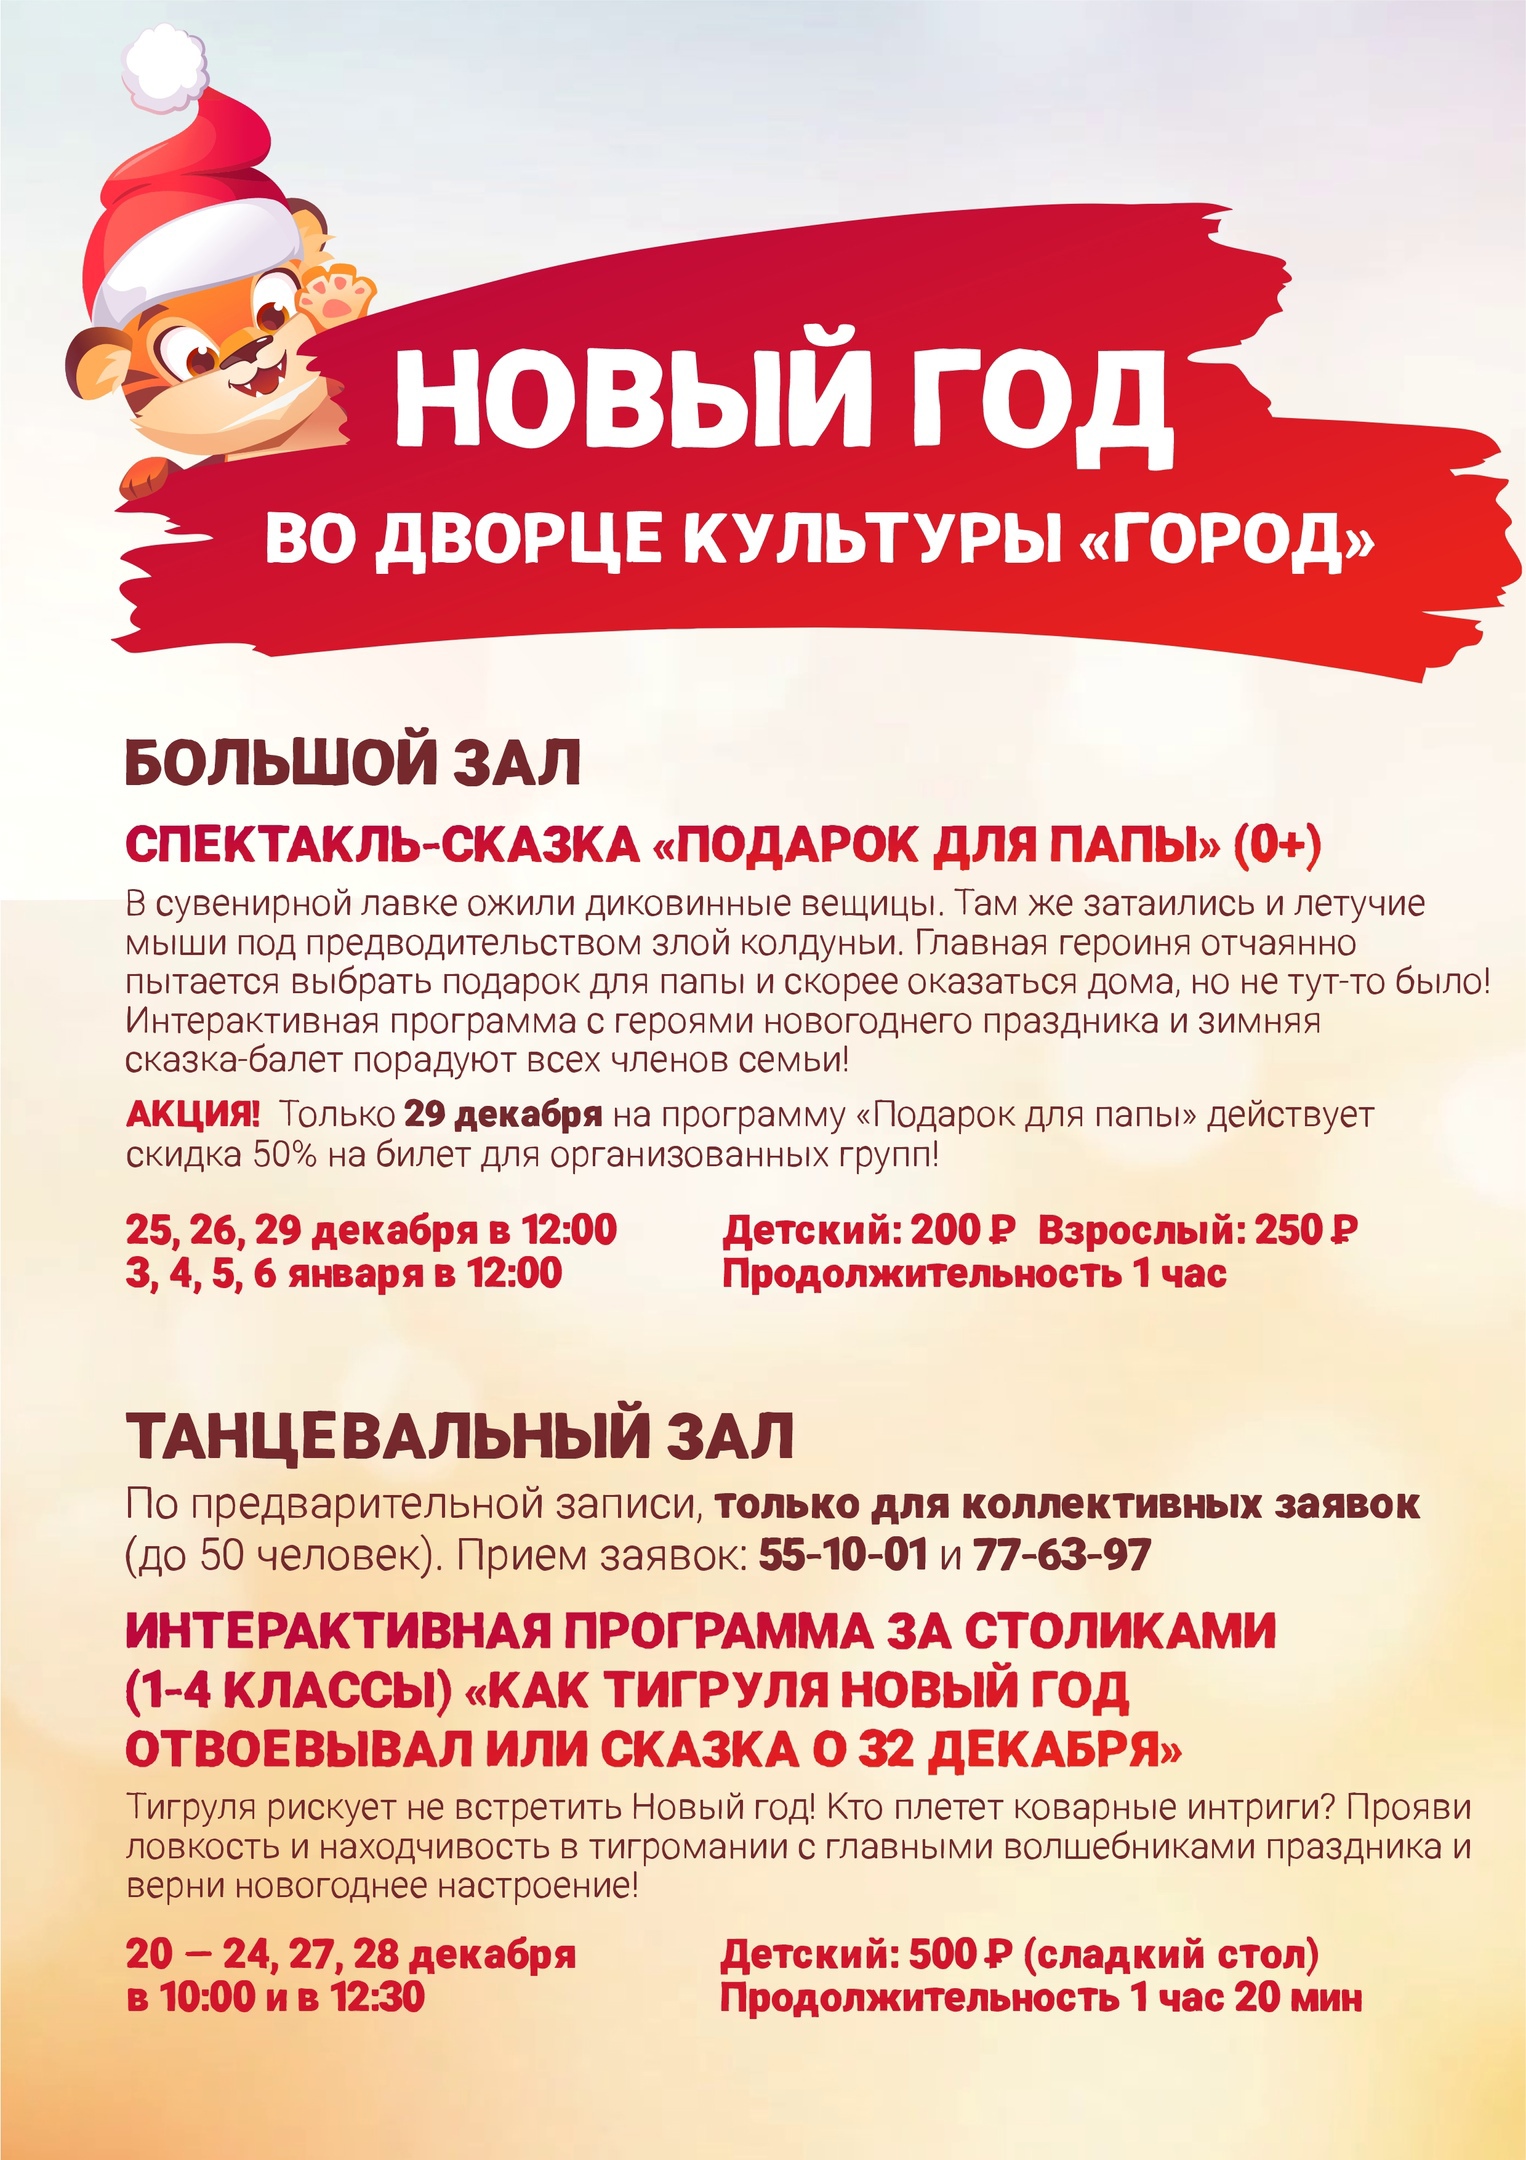 НОВЫЙ ГОД
ВО ДВОРЦЕ КУЛЬТУРЫ «ГОРОД»
БОЛЬШОЙ ЗАЛ
СПЕКТАКЛЬ-СКАЗКА «ПОДАРОК ДЛЯ ПАПЫ» (0+)
В сувенирной лавке ожили диковинные вещицы. Там же затаились и летучие
мыши под предводительством злой колдуньи. Главная героиня отчаянно
пытается выбрать подарок для папы и скорее оказаться дома, но не тут-то было!
Интерактивная программа с героями новогоднего праздника и зимняя
сказка-балет порадуют всех членов семьи!
АКЦИЯ! Только 29 декабря на программу «Подарок для папы» действует
скидка 50% на билет для организованных групп!
25, 26, 29 декабря в 12:00 Детский: 200 ₽ Взрослый: 250 ₽
3, 4, 5, 6 января в 12:00 Продолжительность 1 час
ТАНЦЕВАЛЬНЫЙ ЗАЛ
По предварительной записи, только для коллективных заявок
(до 50 человек). Прием заявок: 55-10-01 и 77-63-97
ИНТЕРАКТИВНАЯ ПРОГРАММА ЗА СТОЛИКАМИ
(1-4 КЛАССЫ) «КАК ТИГРУЛЯ НОВЫЙ ГОД
ОТВОЕВЫВАЛ ИЛИ СКАЗКА О 32 ДЕКАБРЯ»
Тигруля рискует не встретить Новый год! Кто плетет коварные интриги? Прояви
ловкость и находчивость в тигромании с главными волшебниками праздника и
верни новогоднее настроение!
20 – 24, 27, 28 декабря Детский: 500 ₽ (сладкий стол)
в 10:00 и в 12:30 Продолжительность 1 час 20 мин